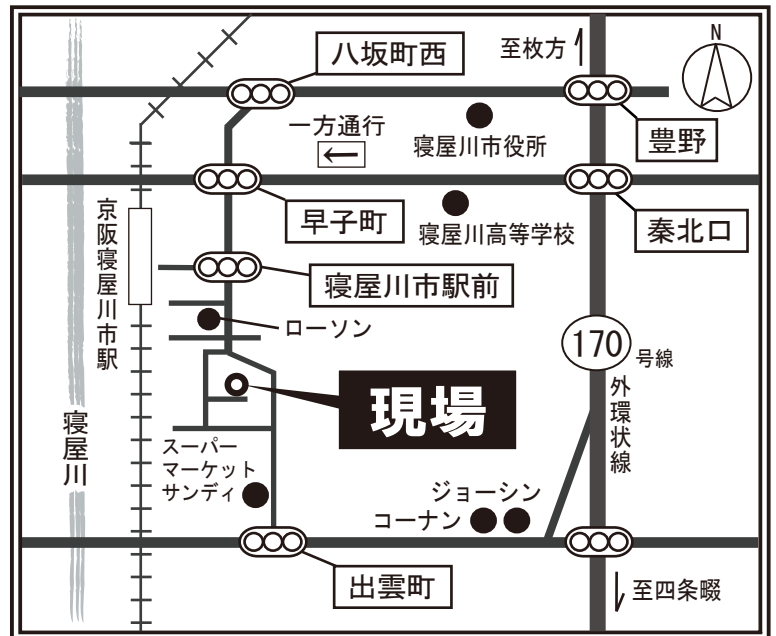 八坂町西
至枚方
N
一方通行
←
寝屋川市役所
豊野
早子町
寝屋川高等学校
秦北口
京阪寝屋川市駅
寝屋川市駅前
ローソン
170
号線
外環状線
現場
寝屋川
スーパー
マーケット
サンディ
ジョーシン
コーナン
出雲町
至四条畷